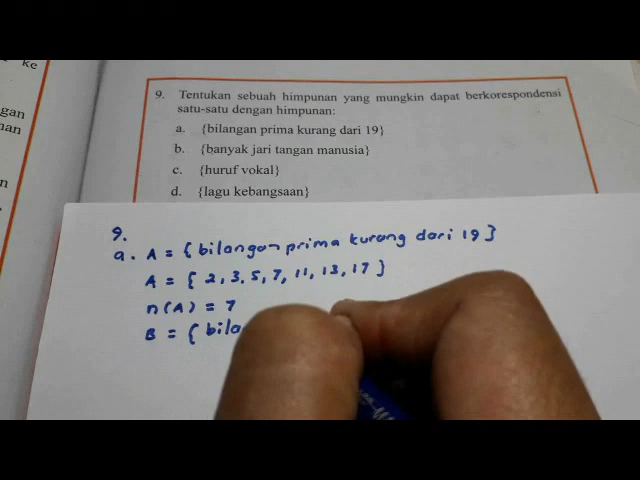 ke
gan
nan
n
9. Tentukan sebuah himpunan yang mungkin dapat berkorespondensi
satu-satu dengan himpunan:
a. {bilangan prima kurang dari 19}
b. {banyak jari tangan manusia}
c. {huruf vokal}
d. {lagu kebangsaan}
9.
a. A = { bilangan prima kurang dari 19 }
A = { 2, 3, 5, 7, 11, 13, 17 }
n(A) = 7
B = { bila